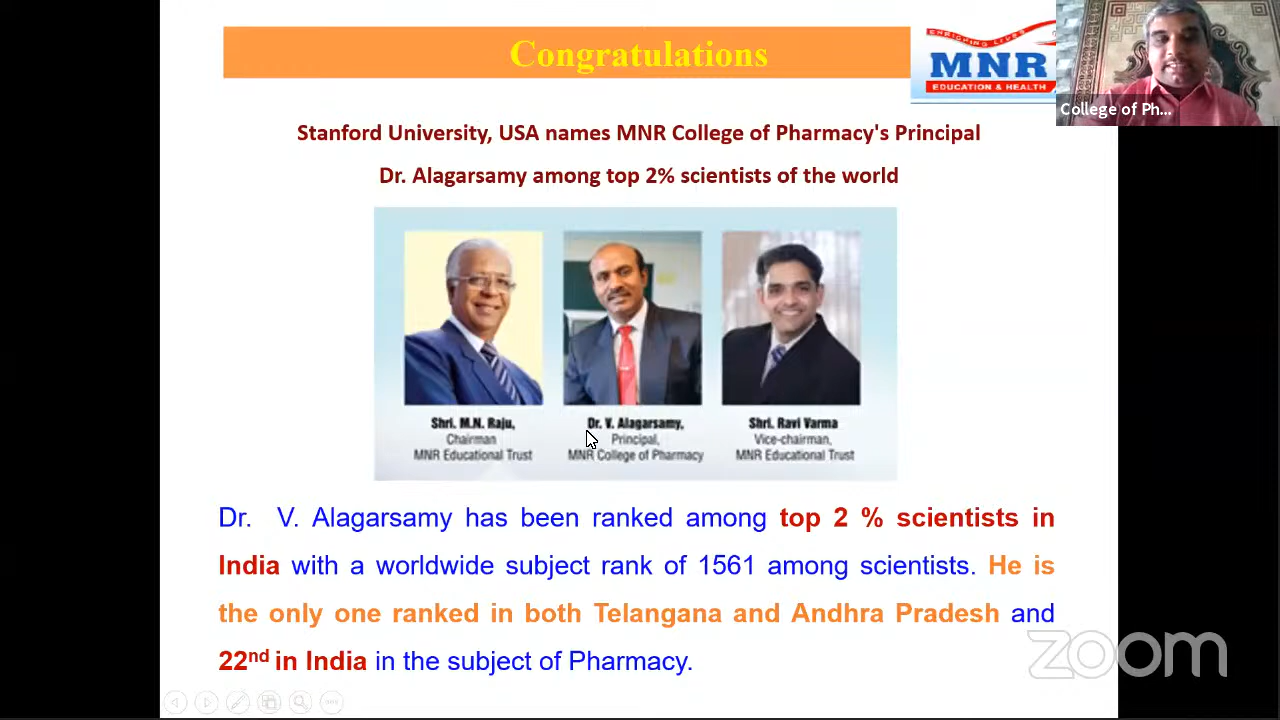 Congratulations
ENRICHING LIVES
MNR
EDUCATION & HEALTH
College of Ph...
Stanford University, USA names MNR College of Pharmacy's Principal
Dr. Alagarsamy among top 2% scientists of the world
Shri. M.N. Raju,
Chairman
MNR Educational Trust
Dr. V. Alagarsamy,
Principal,
MNR College of Pharmacy
Shri. Ravi Varma
Vice-chairman,
MNR Educational Trust
Dr. V. Alagarsamy has been ranked among top 2 % scientists in
India with a worldwide subject rank of 1561 among scientists. He is
the only one ranked in both Telangana and Andhra Pradesh and
22nd in India in the subject of Pharmacy.
zoom